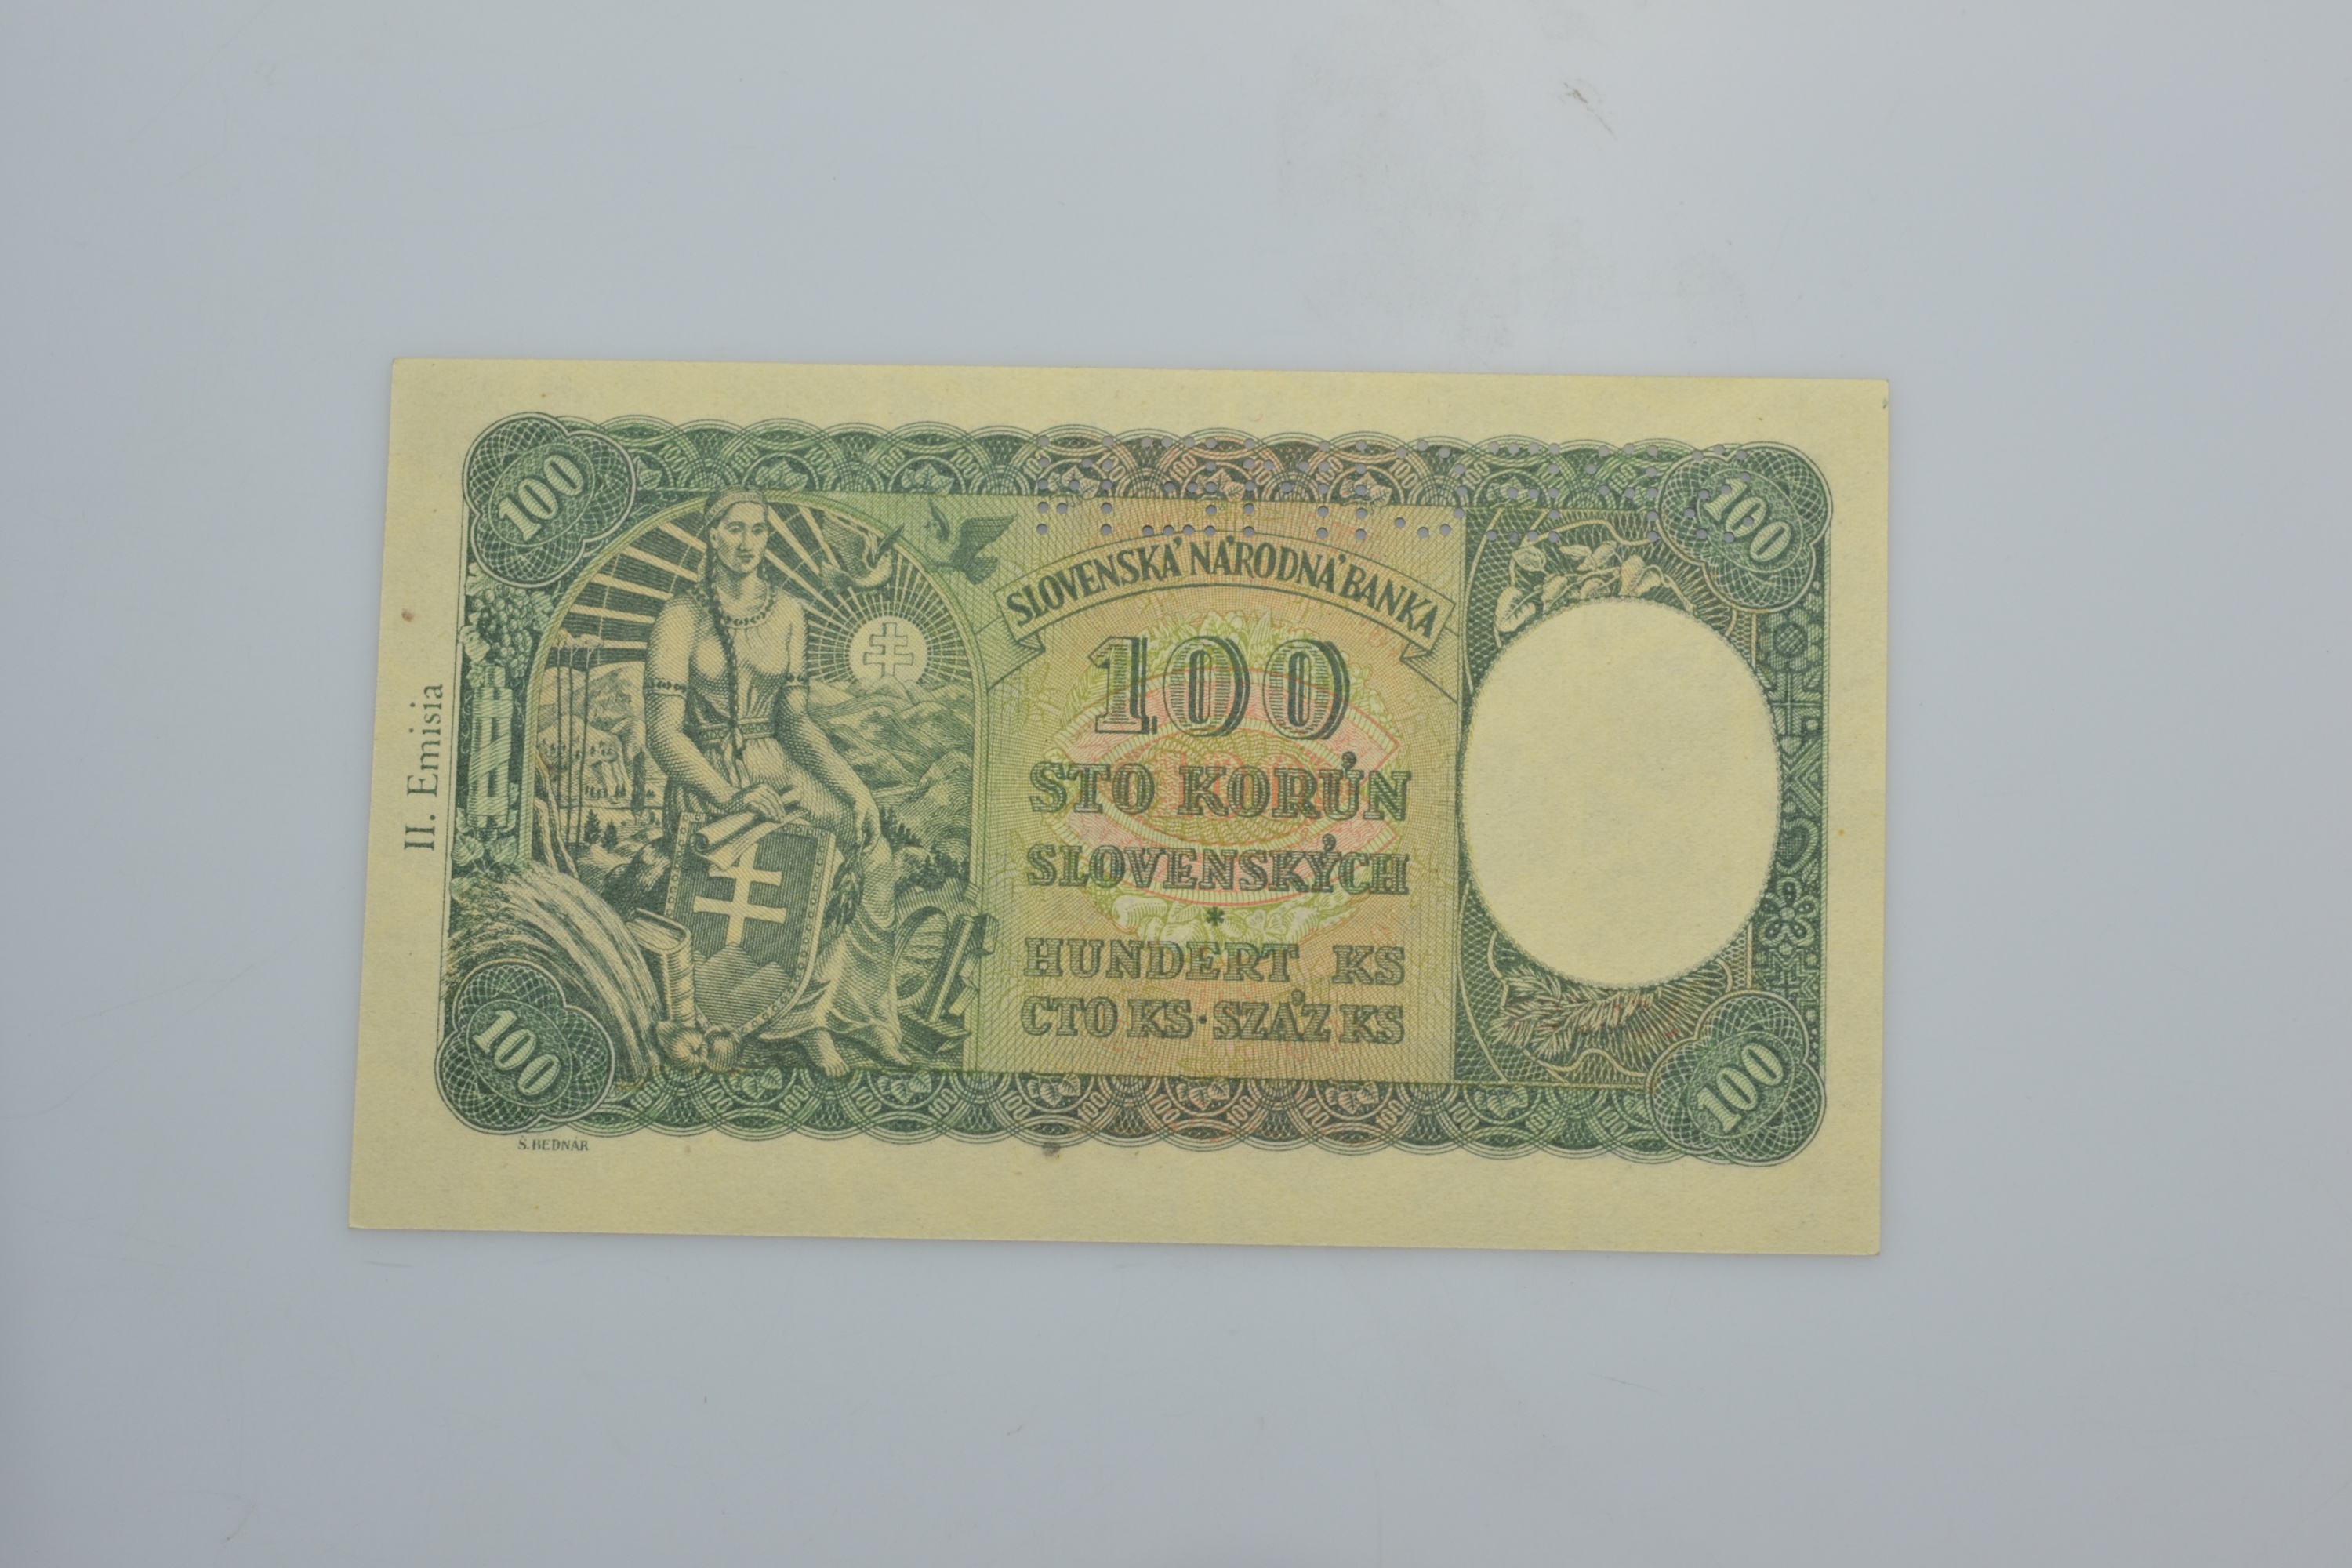 100
100
SLOVENSKÁ NÁRODNÁ BANKA
100
STO KORÚN
SLOVENSKÝCH
*
HUNDERT KS
СТО KS · SZÁZ KS
II. Emisia
100
100
Š. BEDNÁR